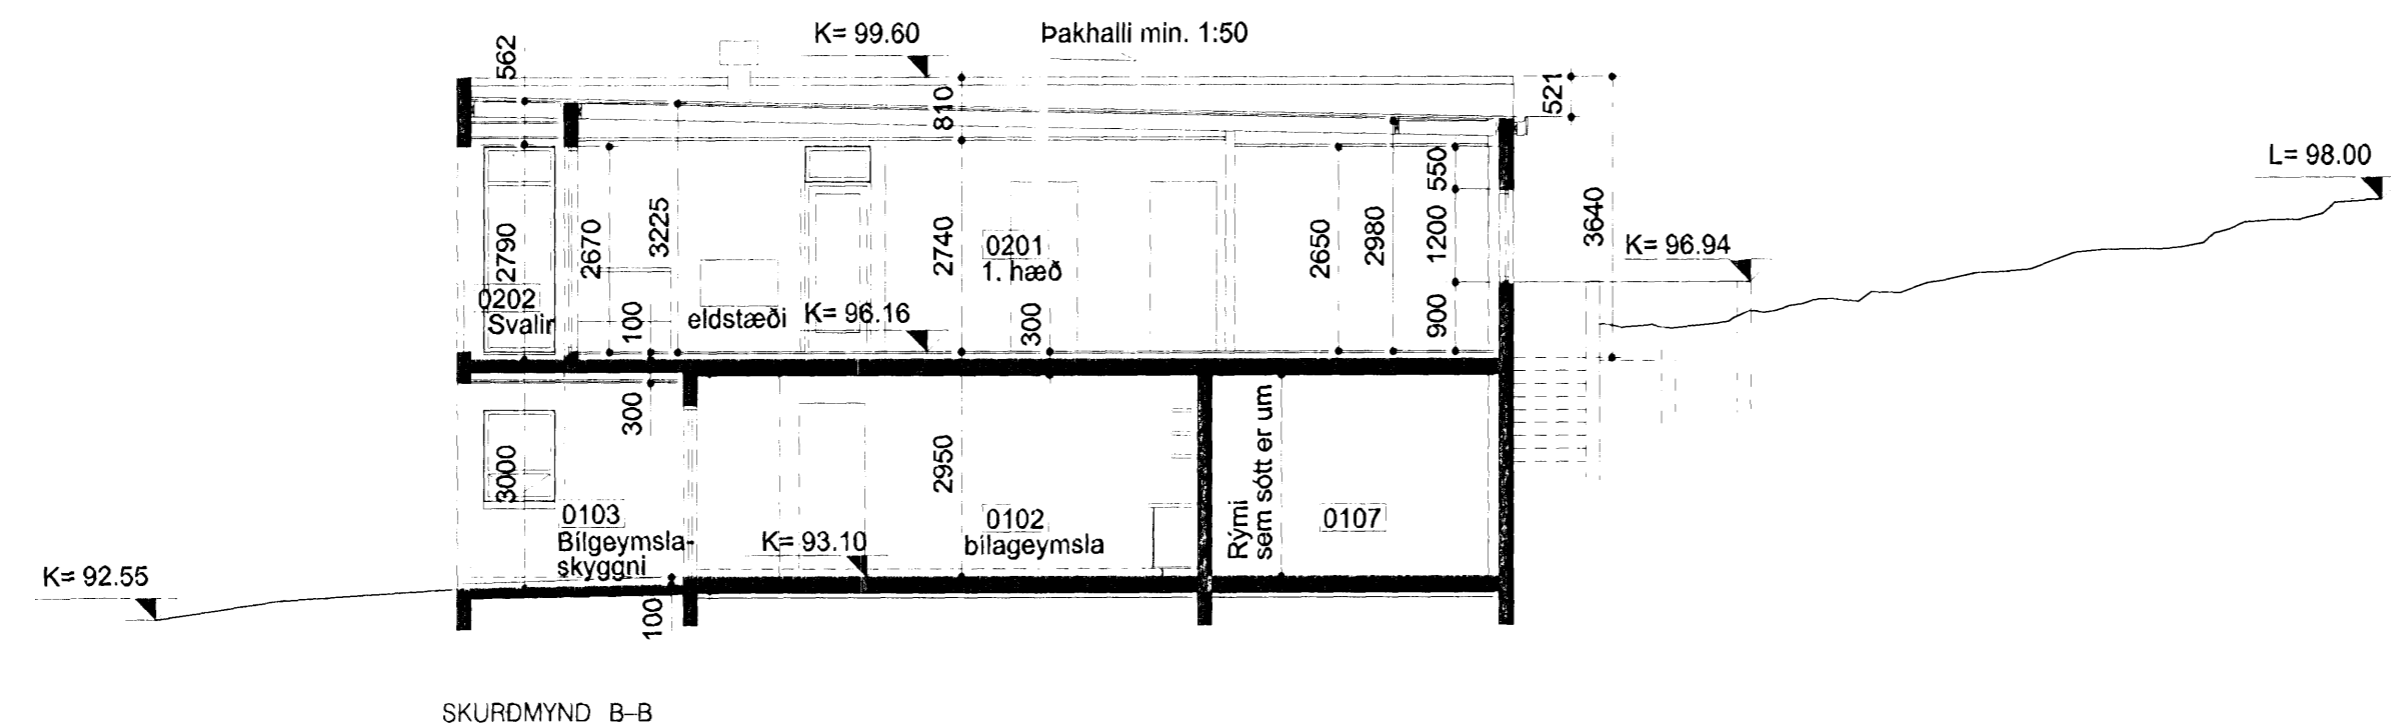 K= 99.60
Þakhalli min. 1:50
562
810
521
L= 98.00
550
3640
2790
2670
3225
2740
0201
1. hæð
2650
2980
1200
K= 96.94
0202
Svalir
100
eldstæði
K= 96.16
300
900
300
3000
2950
Rými
sem sótt er um
0103
Bílgeymsla-
skyggni
0102
bílageymsla
0107
K= 93.10
K= 92.55
100
SKURÐMYND B–B